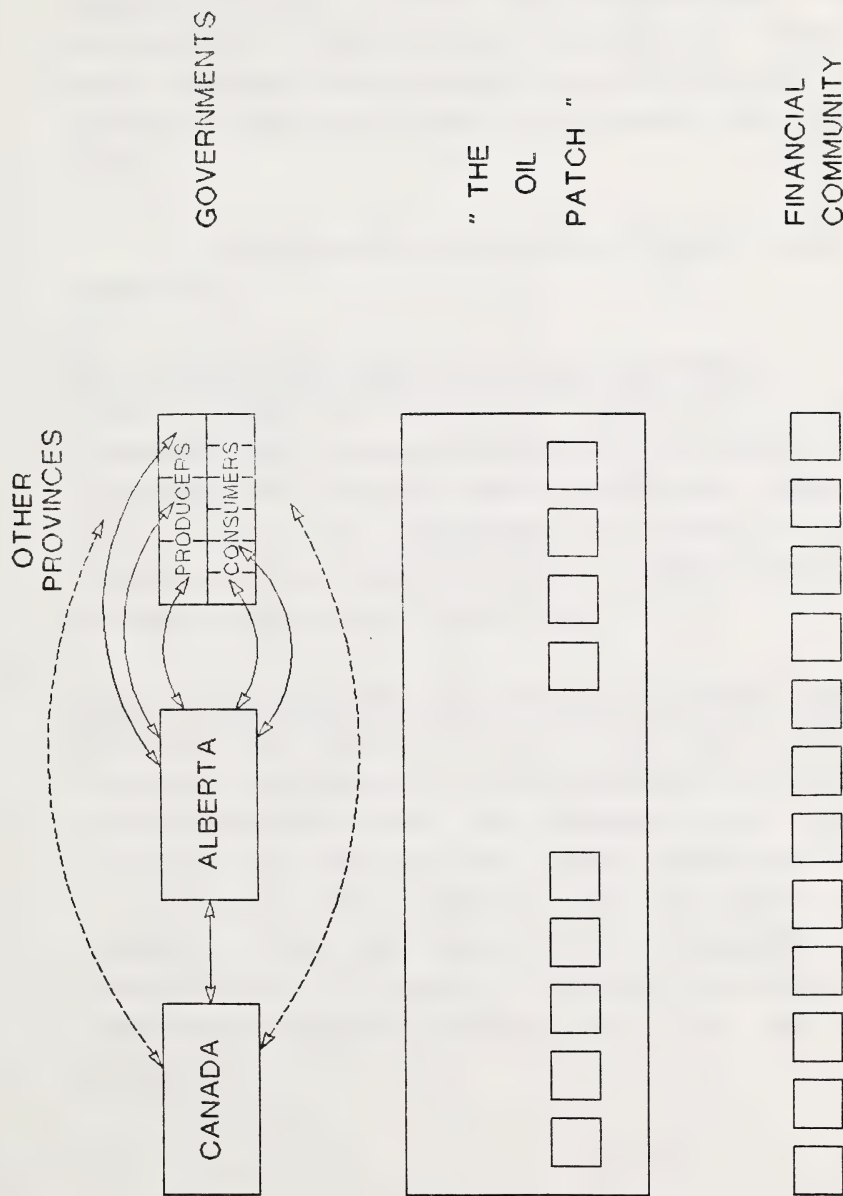 OTHER
PROVINCES
CANADA
ALBERTA
PRODUCERS
CONSUMERS
GOVERNMENTS
" THE
OIL
PATCH "
FINANCIAL
COMMUNITY